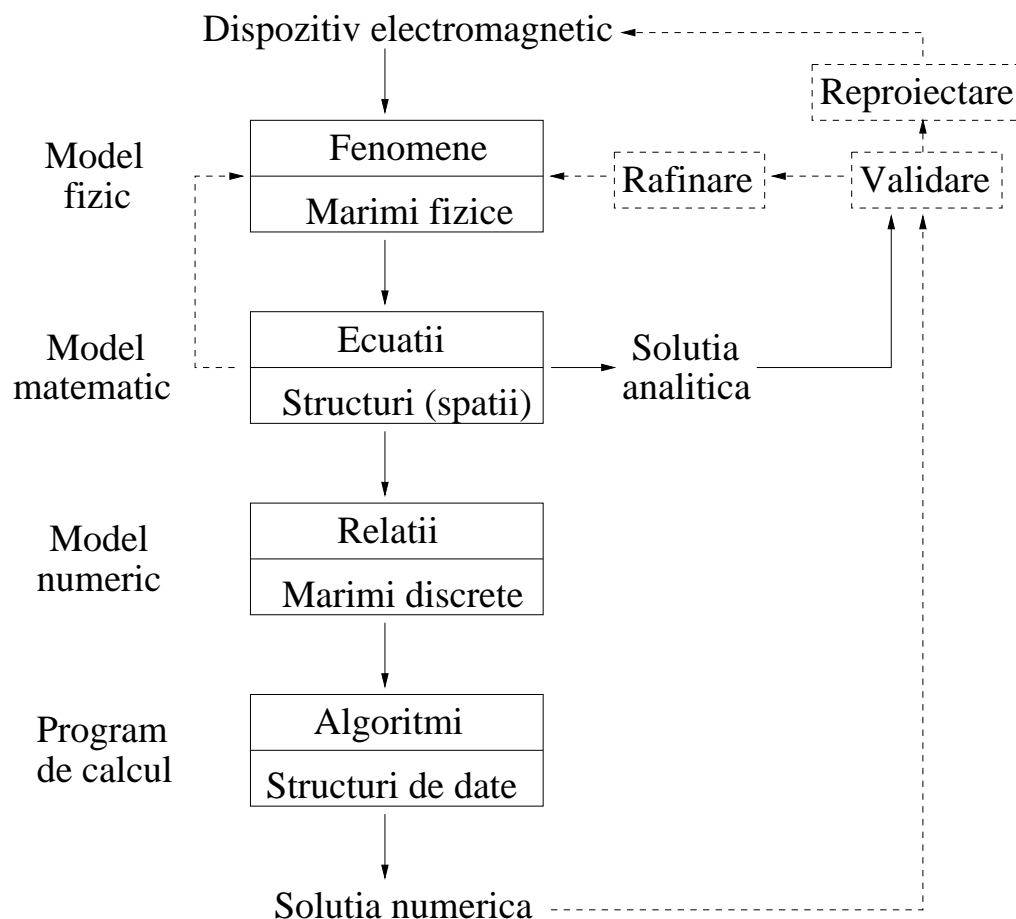 Dispozitiv electromagnetic
Reproiectare
Model
fizic
Fenomene
Marimi fizice
Rafinare
Validare
Model
matematic
Ecuatii
Structuri (spatii)
Solutia
analitica
Model
numeric
Relatii
Marimi discrete
Program
de calcul
Algoritmi
Structuri de date
Solutia numerica